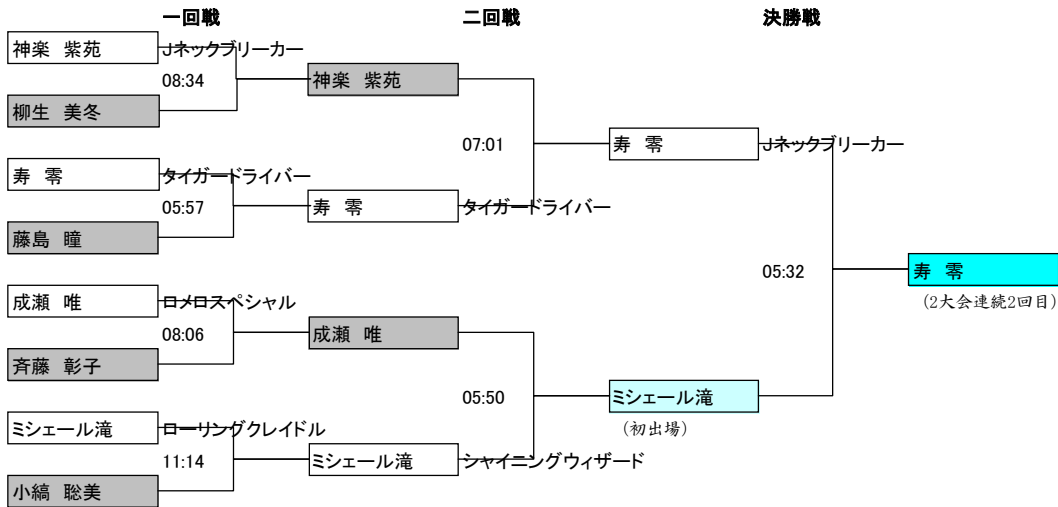 一回戦
二回戦
決勝戦
神楽 紫苑
Jネックブリーカー
08:34
柳生 美冬
神楽 紫苑
07:01
寿 零
タイガードライバー
05:57
藤島 瞳
寿 零
タイガードライバー
寿 零
Jネックブリーカー
05:32
寿 零
(2大会連続2回目)
成瀬 唯
ロメロスペシャル
08:06
斉藤 彰子
成瀬 唯
05:50
ミシェール滝
(初出場)
ミシェール滝
ローリングクレイドル
11:14
小縞 聡美
ミシェール滝
シャイニングウィザード